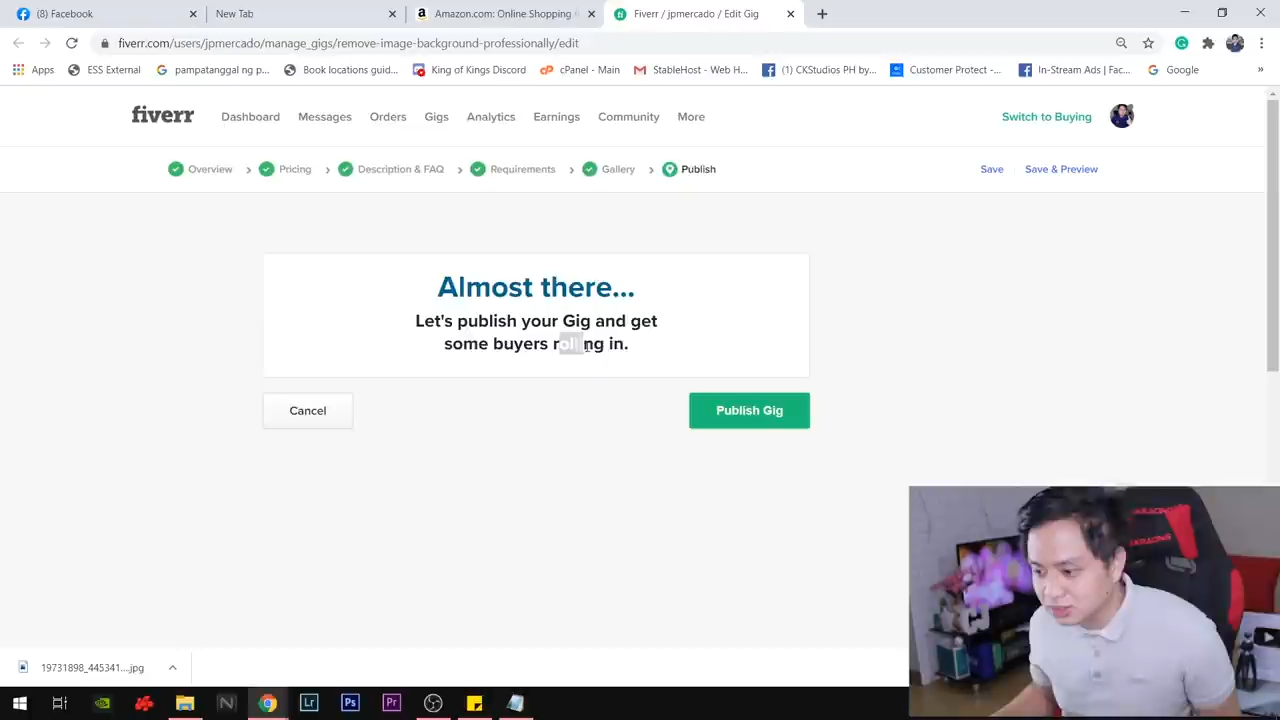 (8) Facebook
New Tab
Amazon.com: Online Shopping
Fiverr / jpmercado / Edit Gig
fiverr.com/users/jpmercado/manage_gigs/remove-image-background-professionally/edit
Apps
ESS External
pampatanggal ng p...
Book locations guid...
King of Kings Discord
cPanel - Main
StableHost - Web H...
(1) CKStudios PH by...
Customer Protect -...
In-Stream Ads | Fac...
Google
fiverr
Dashboard
Messages
Orders
Gigs
Analytics
Earnings
Community
More
Switch to Buying
Overview
Pricing
Description & FAQ
Requirements
Gallery
Publish
Save
Save & Preview
Almost there...
Let's publish your Gig and get
some buyers rolling in.
Cancel
Publish Gig
19731898_445341....jpg
Lr
Ps
Pr